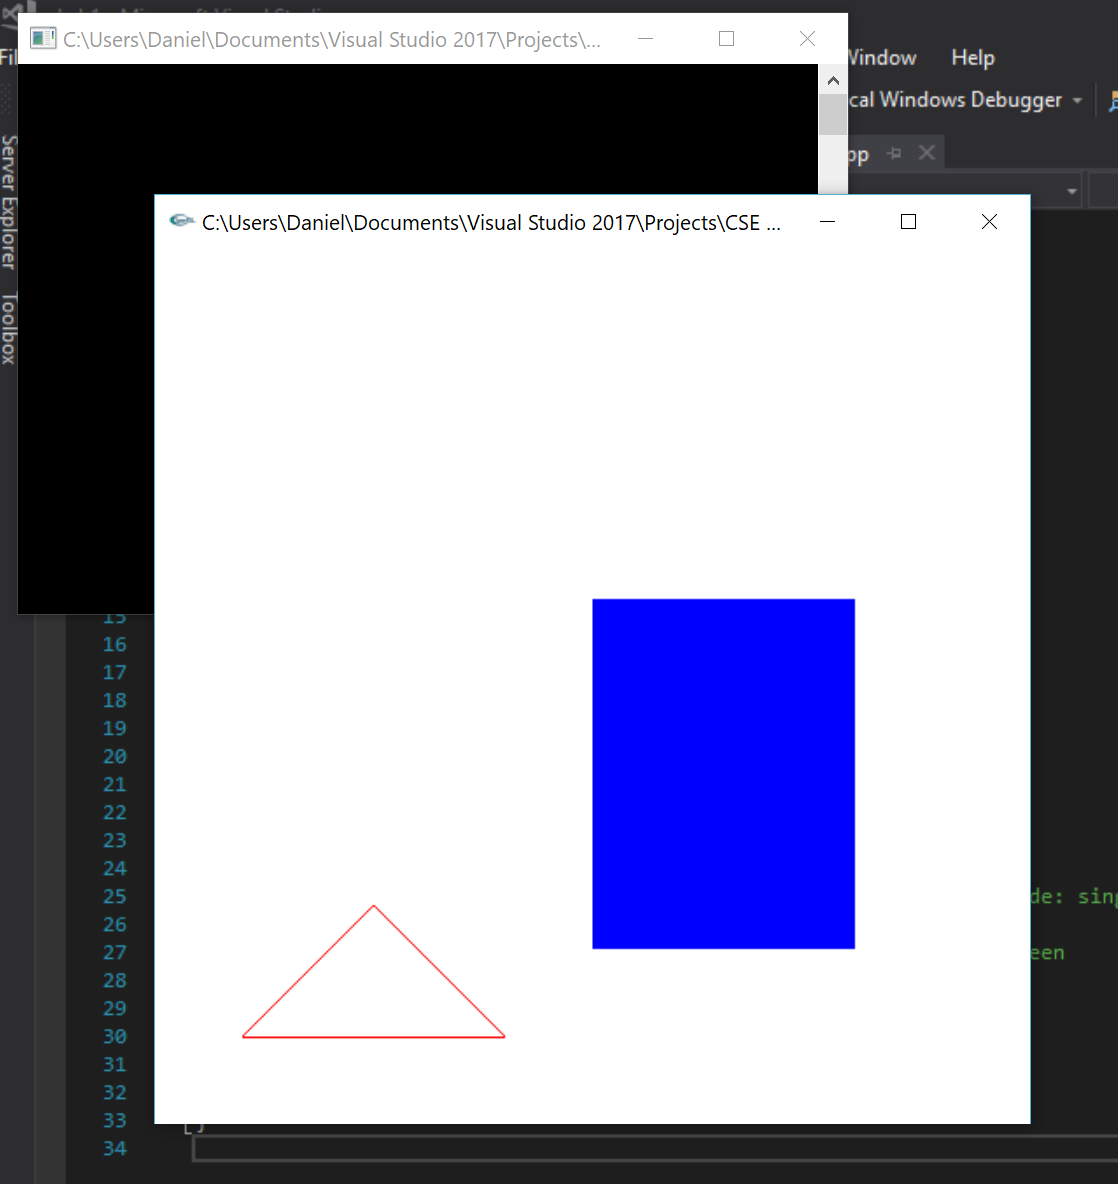 C:\Users\Daniel\Documents\Visual Studio 2017\Projects\...
Window Help
cal Windows Debugger
pp
Server Explorer
Toolbox
C:\Users\Daniel\Documents\Visual Studio 2017\Projects\CSE ...
15
16
17
18
19
20
21
22
23
24
25 de: sing
26
27 een
28
29
30
31
32
33
34